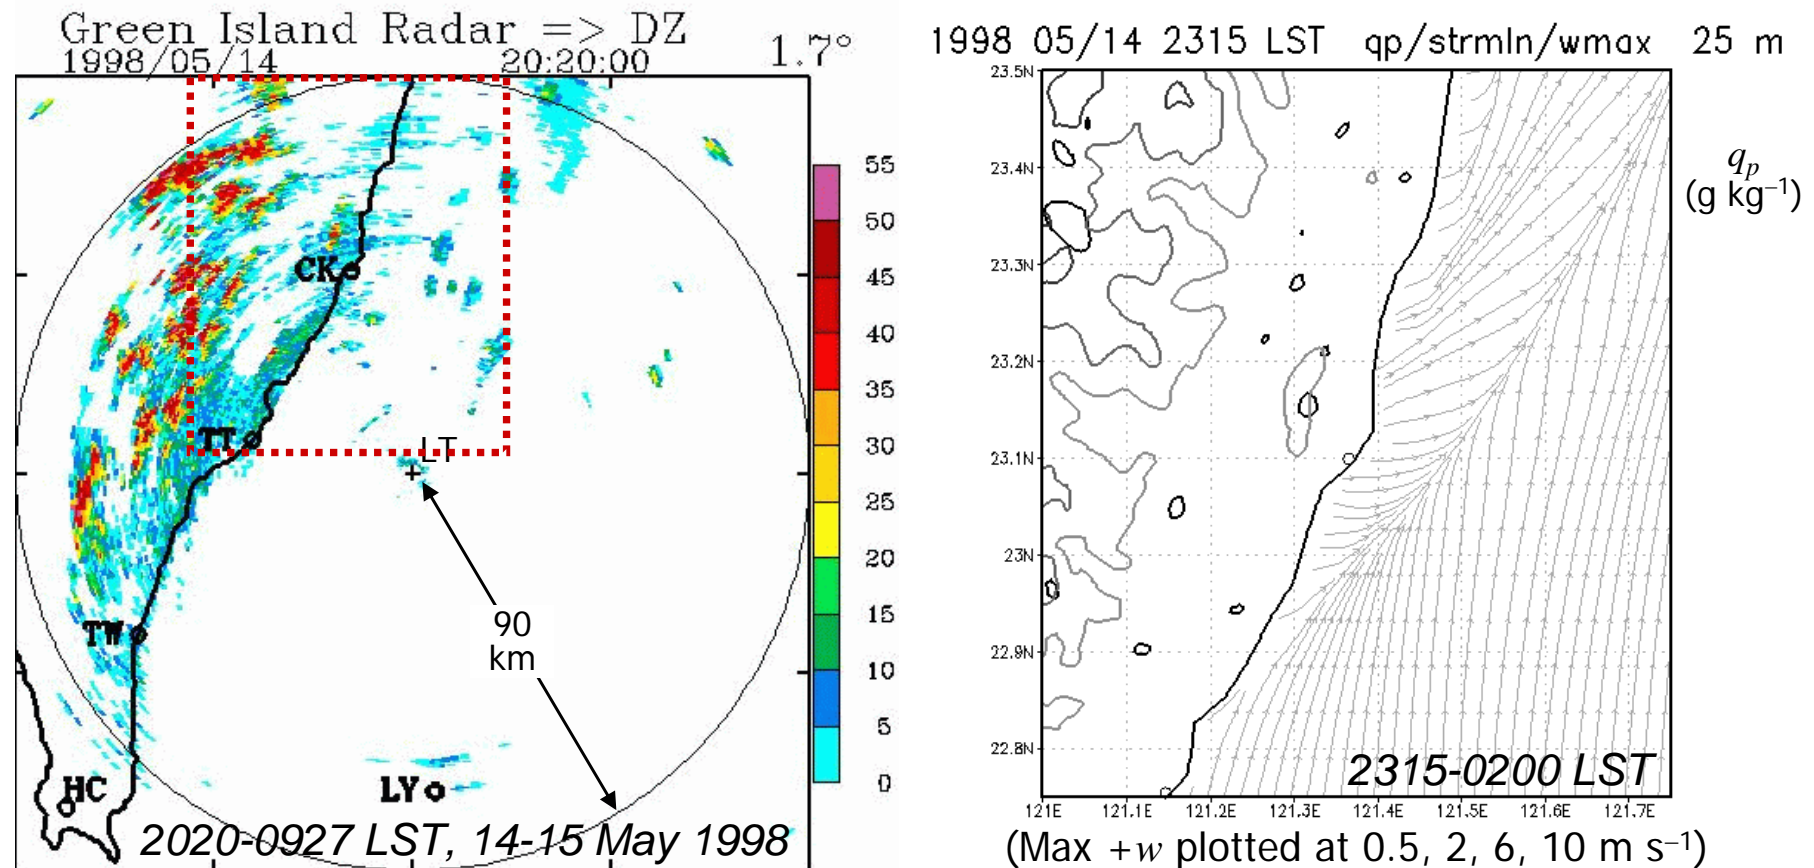 Green Island Radar => DZ
1998/05/14 20:20:00 1.7°
CK
TT
LT
TW
90
km
HC
LY
2020-0927 LST, 14-15 May 1998
55
50
45
40
35
30
25
20
15
10
5
0
1998 05/14 2315 LST qp/strmln/wmax 25 m
23.5N
23.4N
23.3N
23.2N
23.1N
23N
22.9N
22.8N
121E 121.1E 121.2E 121.3E 121.4E 121.5E 121.6E 121.7E
2315-0200 LST
qp
(g kg–1)
(Max +w plotted at 0.5, 2, 6, 10 m s–1)